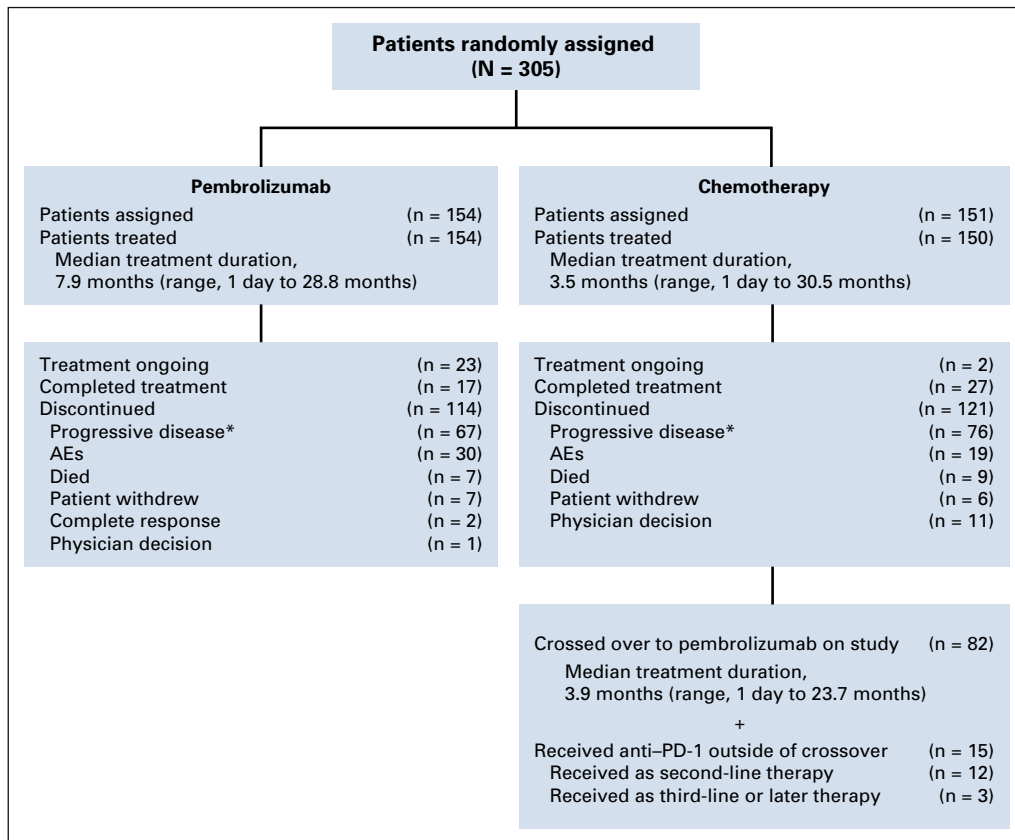 Patients randomly assigned
(N = 305)
Pembrolizumab
Patients assigned (n = 154)
Patients treated (n = 154)
Median treatment duration,
7.9 months (range, 1 day to 28.8 months)
Treatment ongoing (n = 23)
Completed treatment (n = 17)
Discontinued (n = 114)
Progressive disease* (n = 67)
AEs (n = 30)
Died (n = 7)
Patient withdrew (n = 7)
Complete response (n = 2)
Physician decision (n = 1)
Chemotherapy
Patients assigned (n = 151)
Patients treated (n = 150)
Median treatment duration,
3.5 months (range, 1 day to 30.5 months)
Treatment ongoing (n = 2)
Completed treatment (n = 27)
Discontinued (n = 121)
Progressive disease* (n = 76)
AEs (n = 19)
Died (n = 9)
Patient withdrew (n = 6)
Physician decision (n = 11)
Crossed over to pembrolizumab on study (n = 82)
Median treatment duration,
3.9 months (range, 1 day to 23.7 months)
+
Received anti–PD-1 outside of crossover (n = 15)
Received as second-line therapy (n = 12)
Received as third-line or later therapy (n = 3)